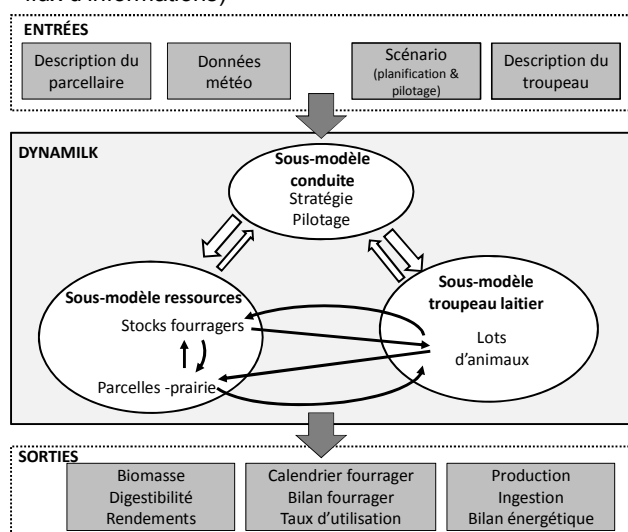 flux d'informations)
ENTRÉES
Description du
parcellaire
Données
météo
Scénario
(planification &
pilotage)
Description du
troupeau
DYNAMILK
Sous-modèle
conduite
Stratégie
Pilotage
Sous-modèle ressources
Stocks fourragers
Parcelles -prairie
Sous-modèle
troupeau laitier
Lots
d'animaux
SORTIES
Biomasse
Digestibilité
Rendements
Calendrier fourrager
Bilan fourrager
Taux d'utilisation
Production
Ingestion
Bilan énergétique